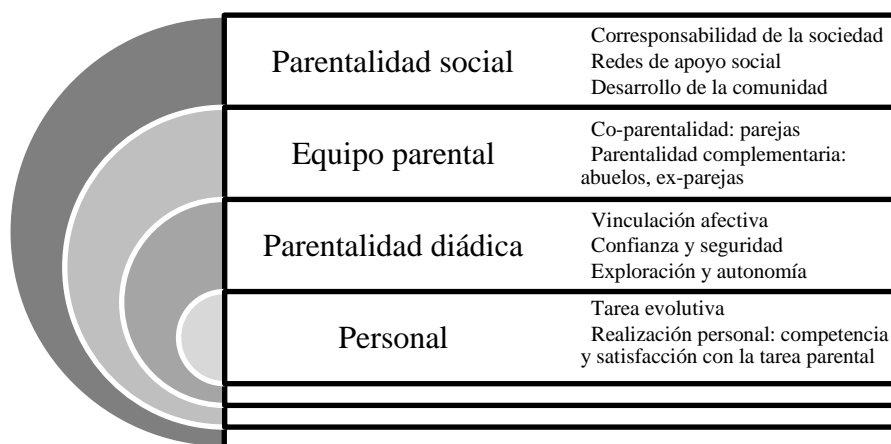 Parentalidad social
Corresponsabilidad de la sociedad
Redes de apoyo social
Desarrollo de la comunidad
Equipo parental
Co-parentalidad: parejas
Parentalidad complementaria:
abuelos, ex-parejas
Parentalidad diádica
Vinculación afectiva
Confianza y seguridad
Exploración y autonomía
Personal
Tarea evolutiva
Realización personal: competencia
y satisfacción con la tarea parental